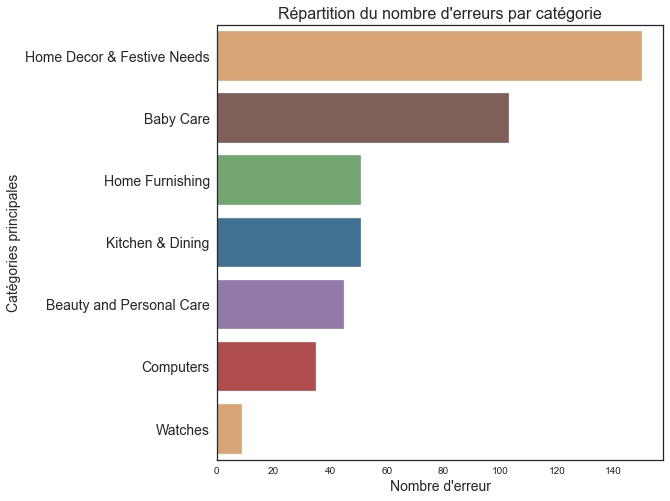 Répartition du nombre d'erreurs par catégorie
Catégories principales
Home Decor & Festive Needs
Baby Care
Home Furnishing
Kitchen & Dining
Beauty and Personal Care
Computers
Watches
0 20 40 60 80 100 120 140
Nombre d'erreur